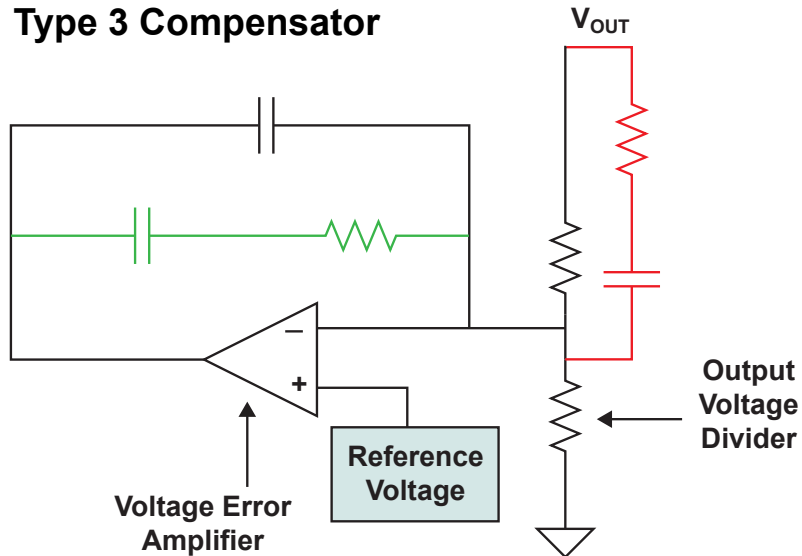 Type 3 Compensator
VOUT
−
+
Reference
Voltage
Output
Voltage
Divider
Voltage Error
Amplifier